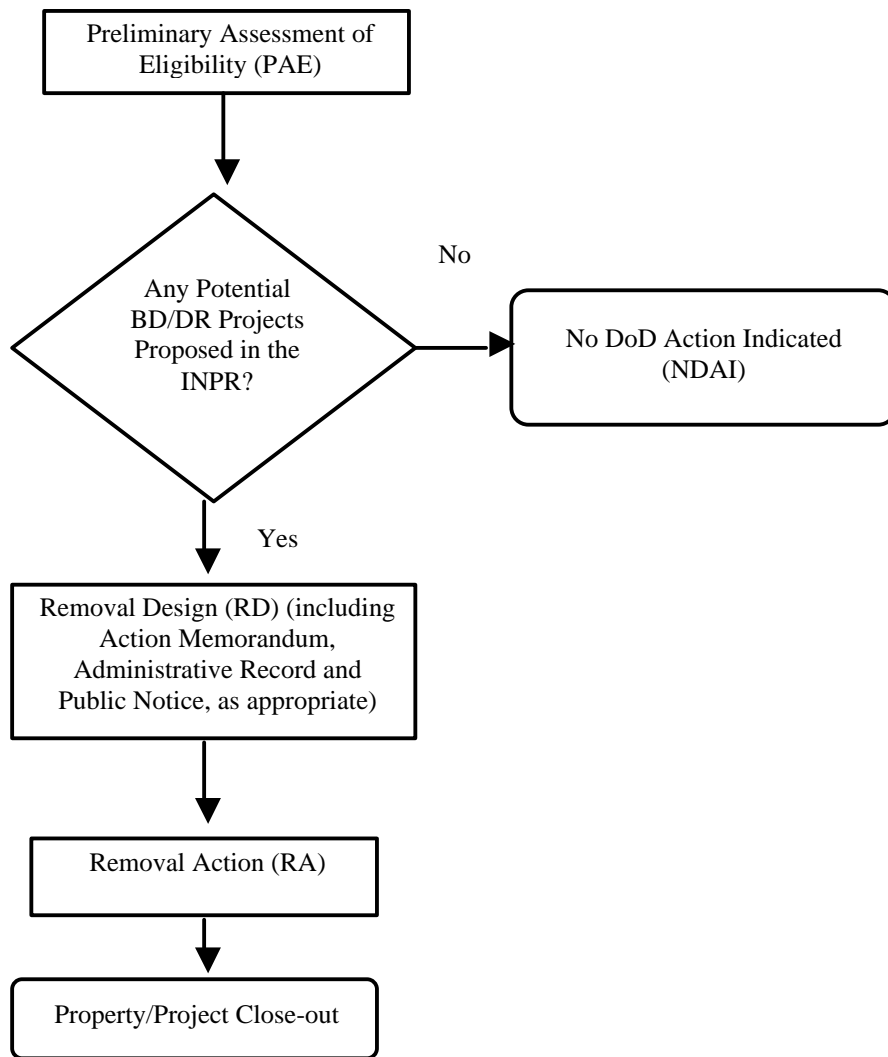 Preliminary Assessment of
Eligibility (PAE)
No
Any Potential
BD/DR Projects
Proposed in the
INPR?
No DoD Action Indicated
(NDAI)
Yes
Removal Design (RD) (including
Action Memorandum,
Administrative Record and
Public Notice, as appropriate)
Removal Action (RA)
Property/Project Close-out